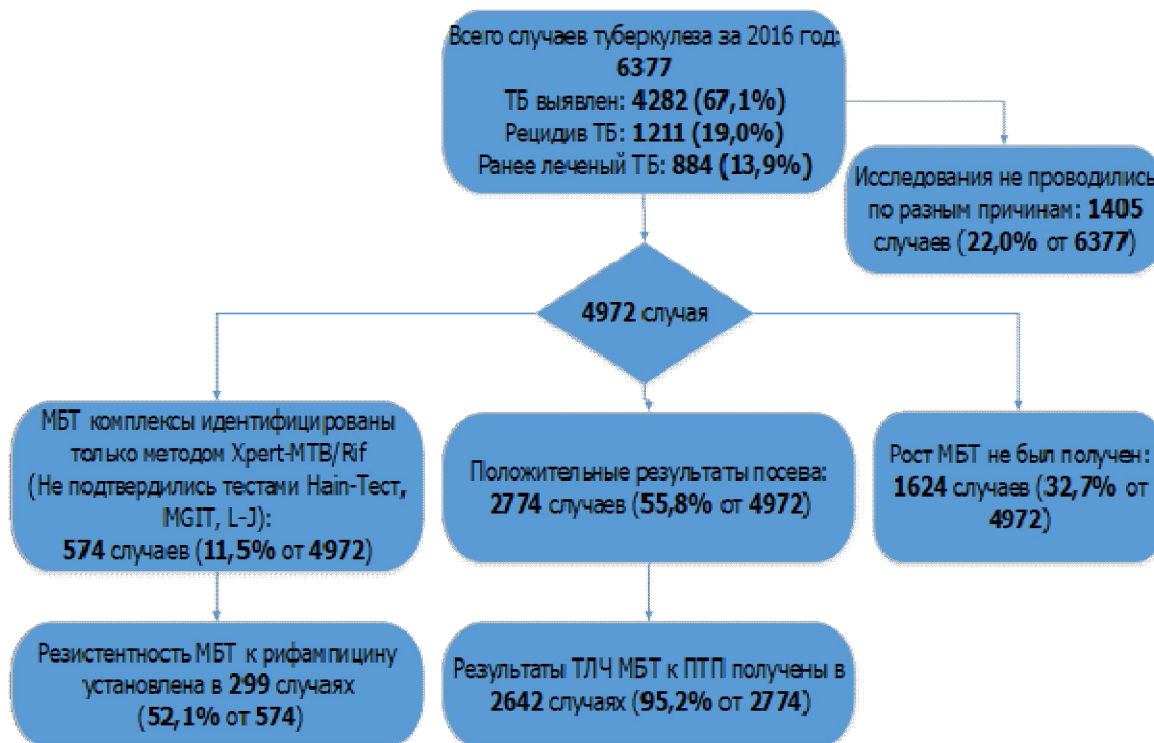 Всего случаев туберкулеза за 2016 год:
6377
ТБ выявлен: 4282 (67,1%)
Рецидив ТБ: 1211 (19,0%)
Ранее леченый ТБ: 884 (13,9%)
Исследования не проводились
по разным причинам: 1405
случаев (22,0% от 6377)
4972 случая
МБТ комплексы идентифицированы
только методом Xpert-MTB/Rif
(Не подтвердились тестами Hain-Тест,
MGIT, L-J):
574 случаев (11,5% от 4972)
Положительные результаты посева:
2774 случаев (55,8% от 4972)
Рост МБТ не был получен:
1624 случаев (32,7% от
4972)
Резистентность МБТ к рифампицину
установлена в 299 случаях
(52,1% от 574)
Результаты ТЛЧ МБТ к ПТП получены в
2642 случаях (95,2% от 2774)